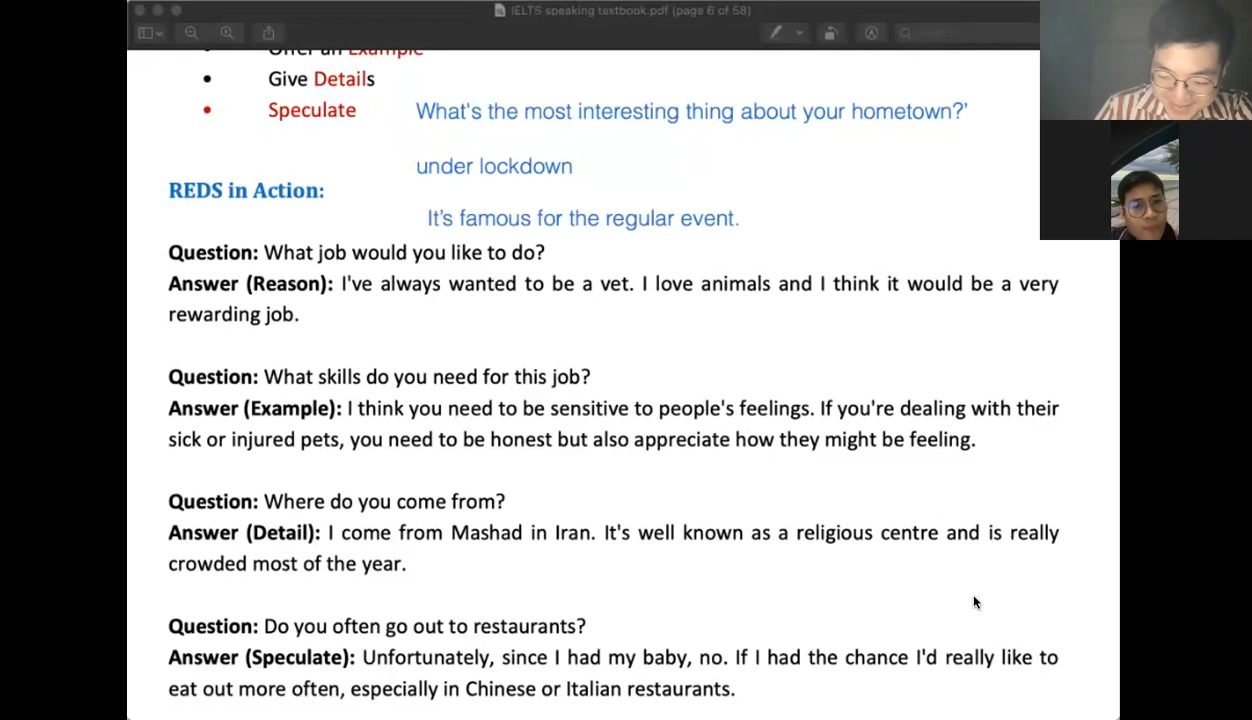 IELTS speaking textbook.pdf (page 6 of 58)
Offer an Example
• Give Details
• Speculate What's the most interesting thing about your hometown?'
under lockdown
REDS in Action:
It's famous for the regular event.
Question: What job would you like to do?
Answer (Reason): I've always wanted to be a vet. I love animals and I think it would be a very
rewarding job.
Question: What skills do you need for this job?
Answer (Example): I think you need to be sensitive to people's feelings. If you're dealing with their
sick or injured pets, you need to be honest but also appreciate how they might be feeling.
Question: Where do you come from?
Answer (Detail): I come from Mashad in Iran. It's well known as a religious centre and is really
crowded most of the year.
Question: Do you often go out to restaurants?
Answer (Speculate): Unfortunately, since I had my baby, no. If I had the chance I'd really like to
eat out more often, especially in Chinese or Italian restaurants.